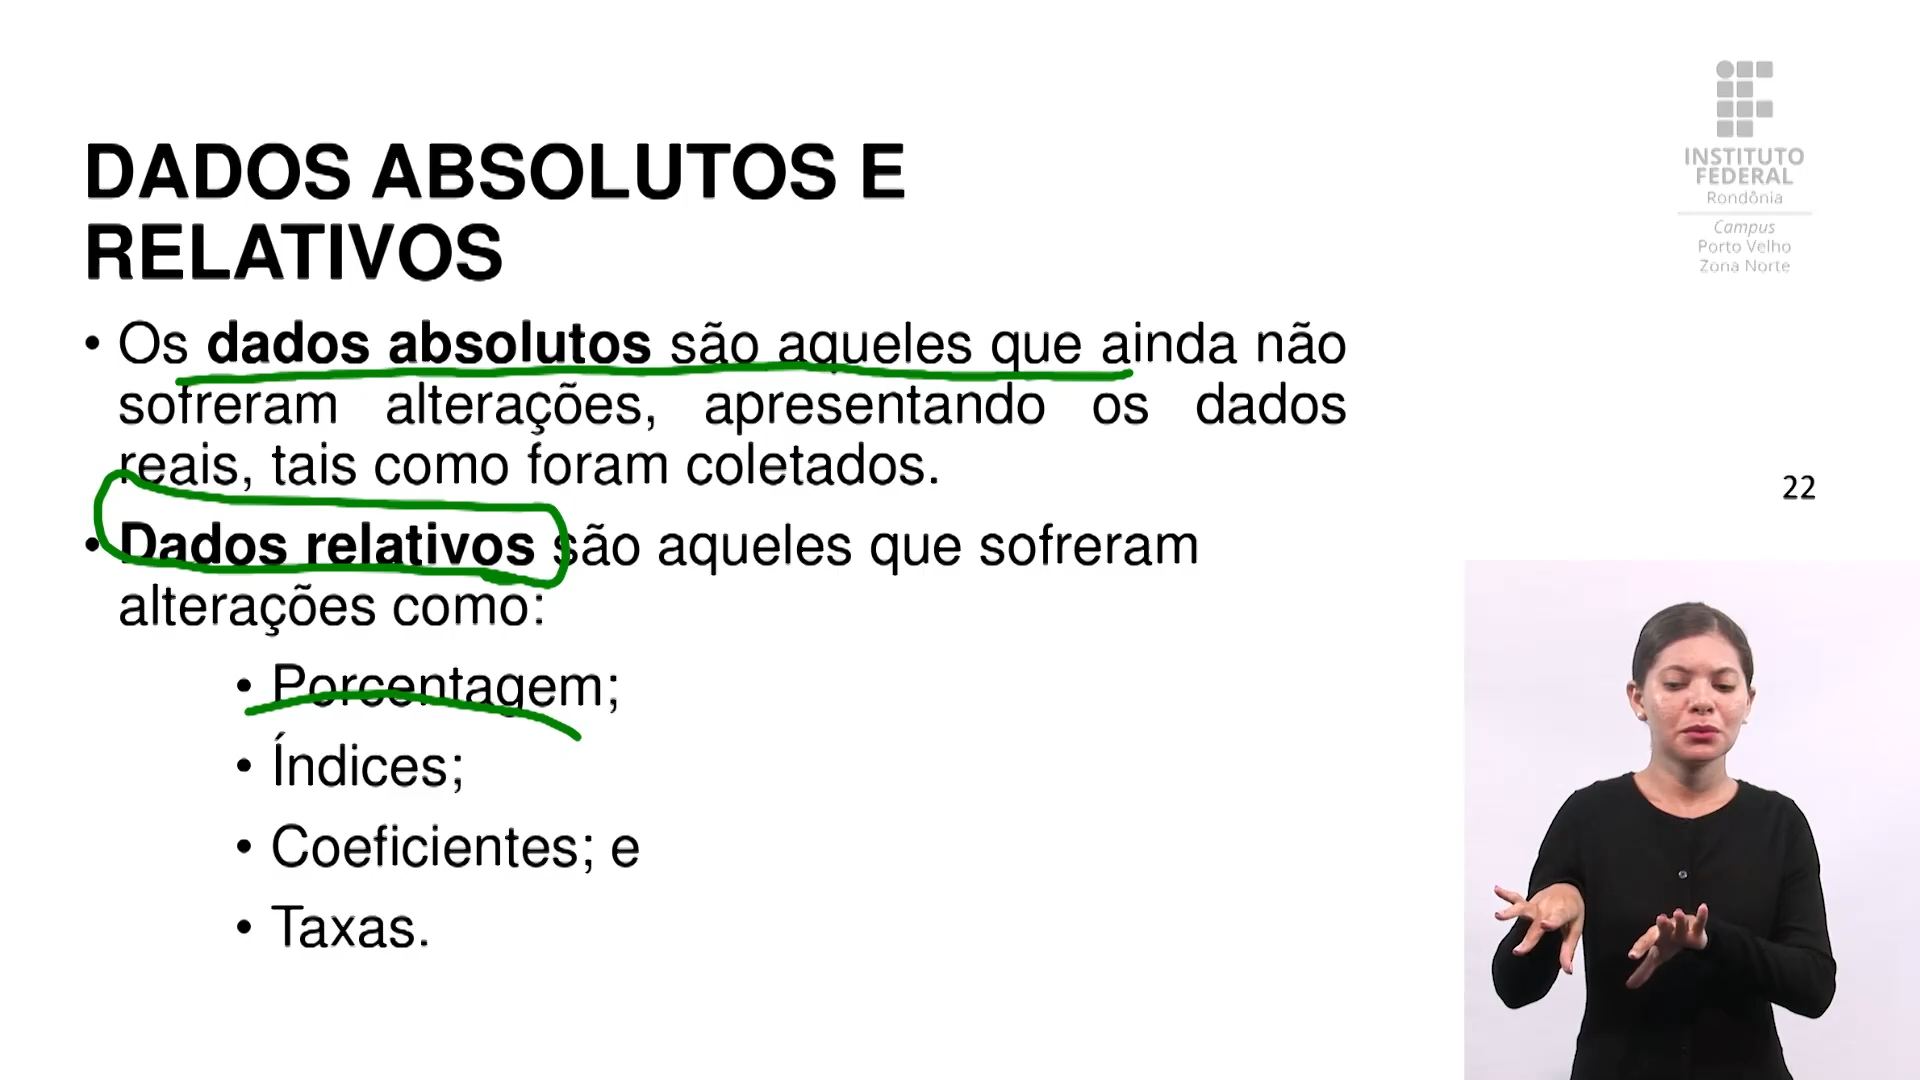 DADOS ABSOLUTOS E
RELATIVOS
• Os dados absolutos são aqueles que ainda não
sofreram alterações, apresentando os dados
reais, tais como foram coletados.
• Dados relativos são aqueles que sofreram
alterações como:
• Porcentagem;
• Índices;
• Coeficientes; e
• Taxas.
INSTITUTO
FEDERAL
Rondônia
Campus
Porto Velho
Zona Norte
22